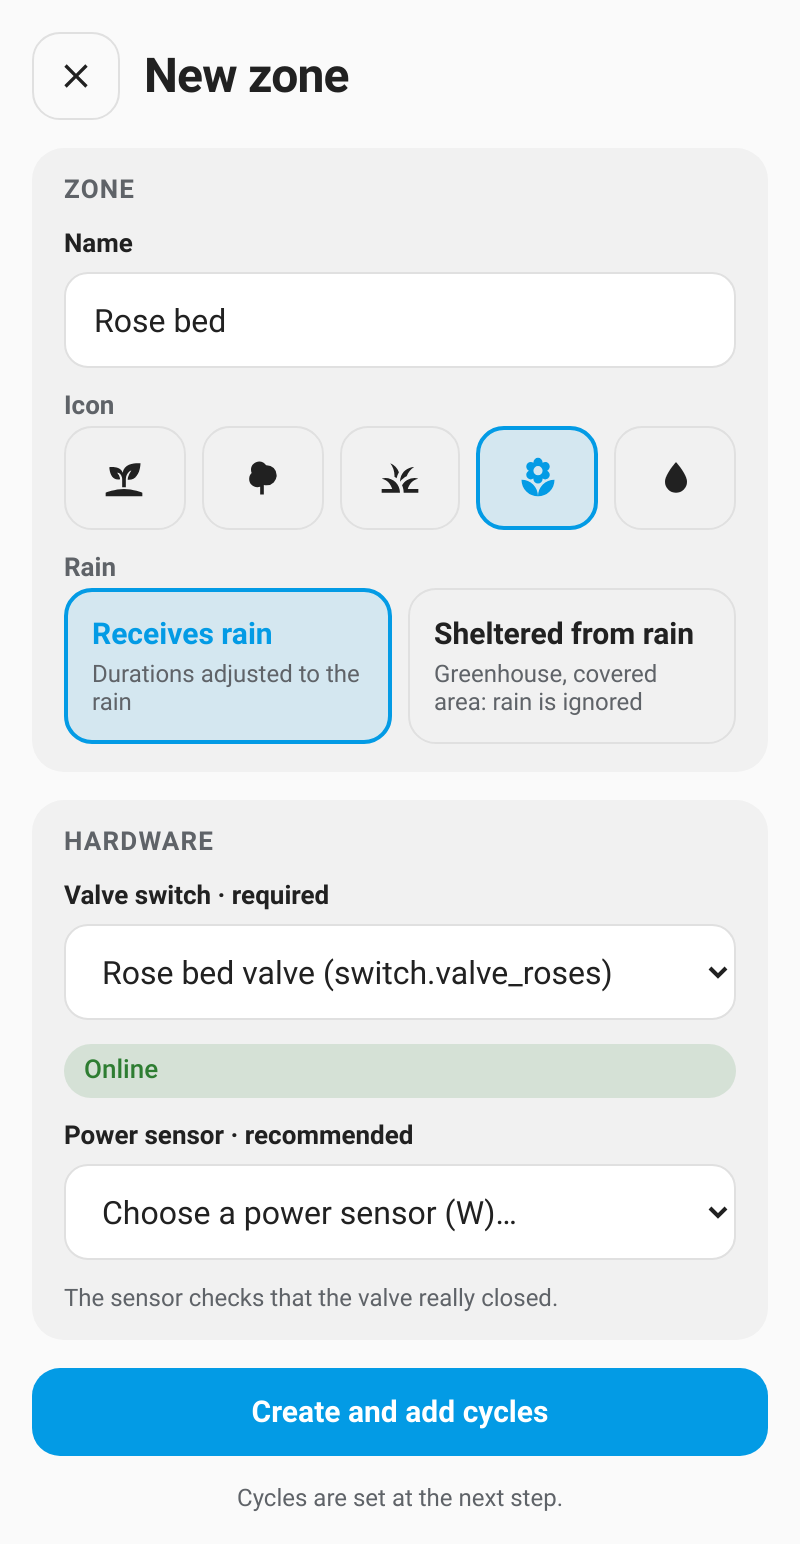 New zone
ZONE
Name
Rose bed
Icon
Rain
Receives rain
Durations adjusted to the
rain
Sheltered from rain
Greenhouse, covered
area: rain is ignored
HARDWARE
Valve switch · required
Rose bed valve (switch.valve_roses)
Online
Power sensor · recommended
Choose a power sensor (W)…
The sensor checks that the valve really closed.
Create and add cycles
Cycles are set at the next step.